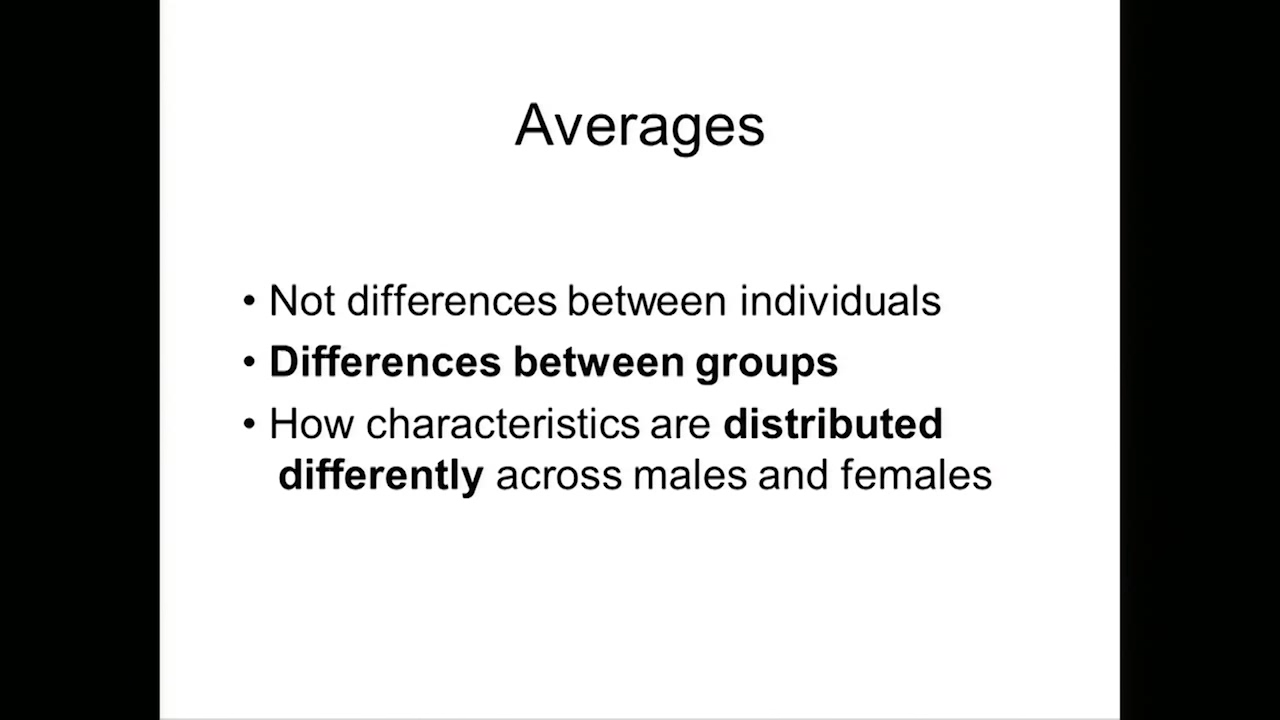 Averages
• Not differences between individuals
• Differences between groups
• How characteristics are distributed
differently across males and females